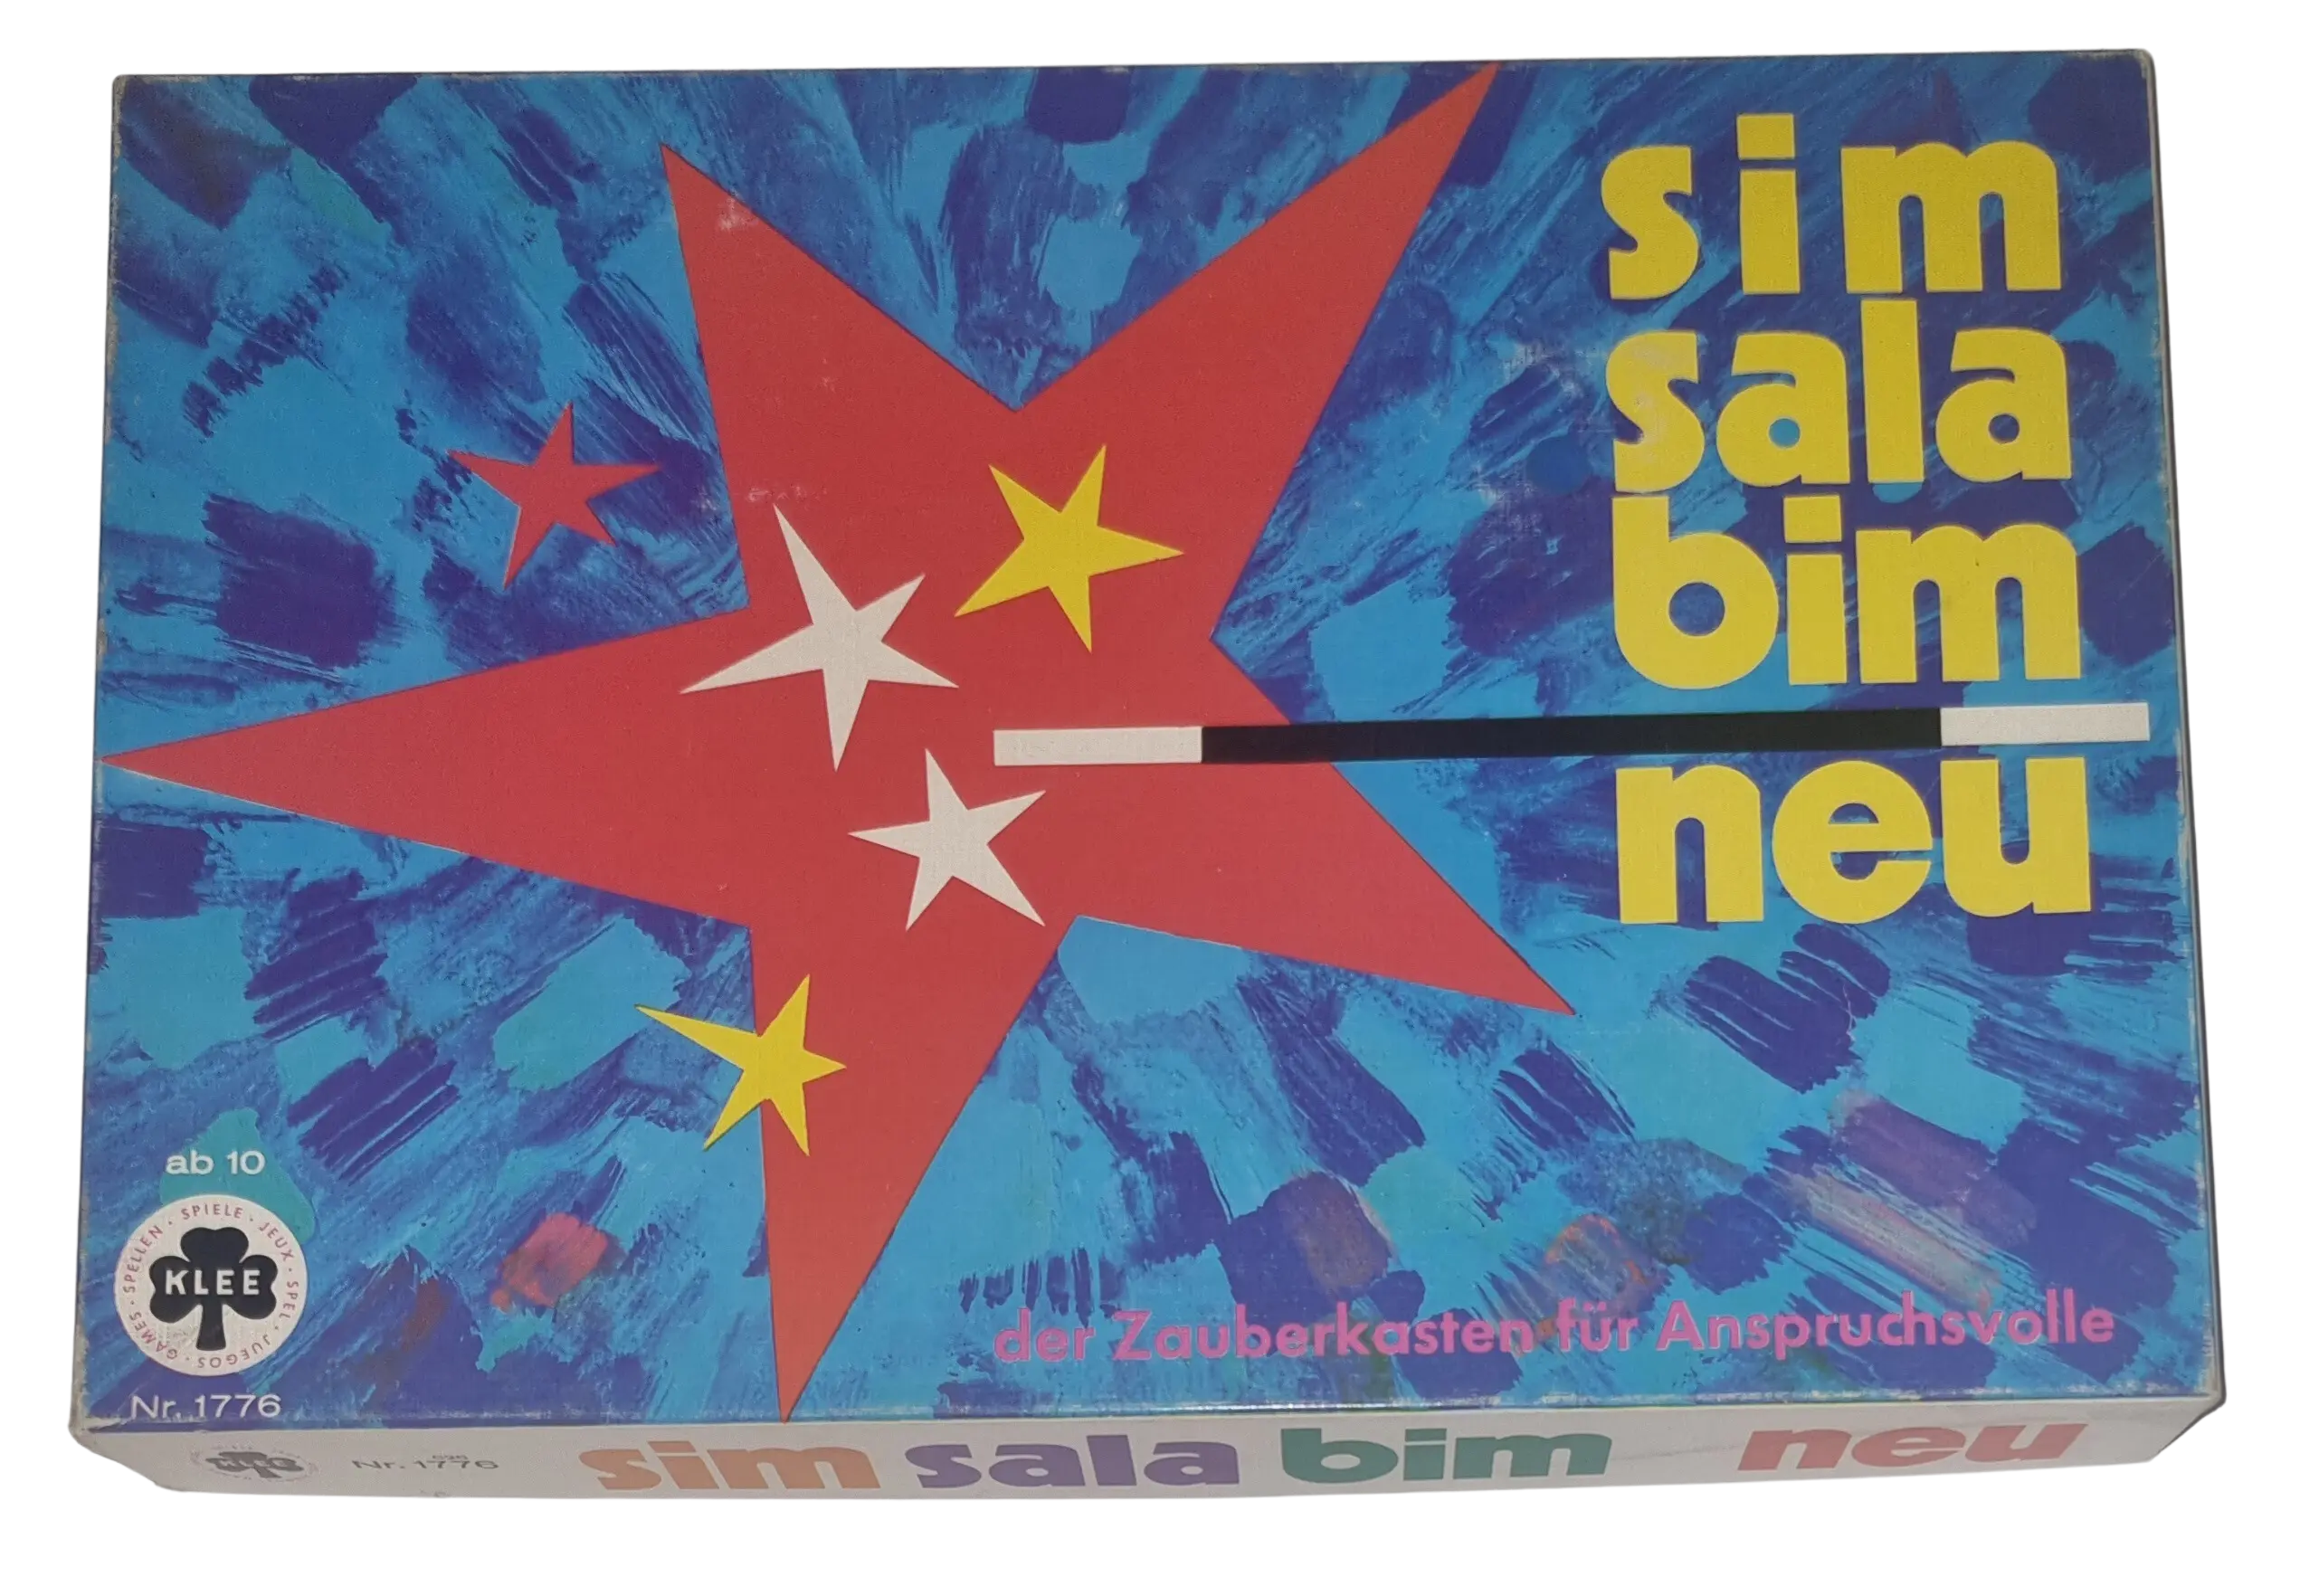 sim
sala
bim
neu
ab 10
SPIELE · JEUX · SPIEL · JUEGOS · GAMES · SPELLEN ·
KLEE
Nr. 1776
der Zauberkasten für Anspruchsvolle
Nr. 1776
sim sala bim neu